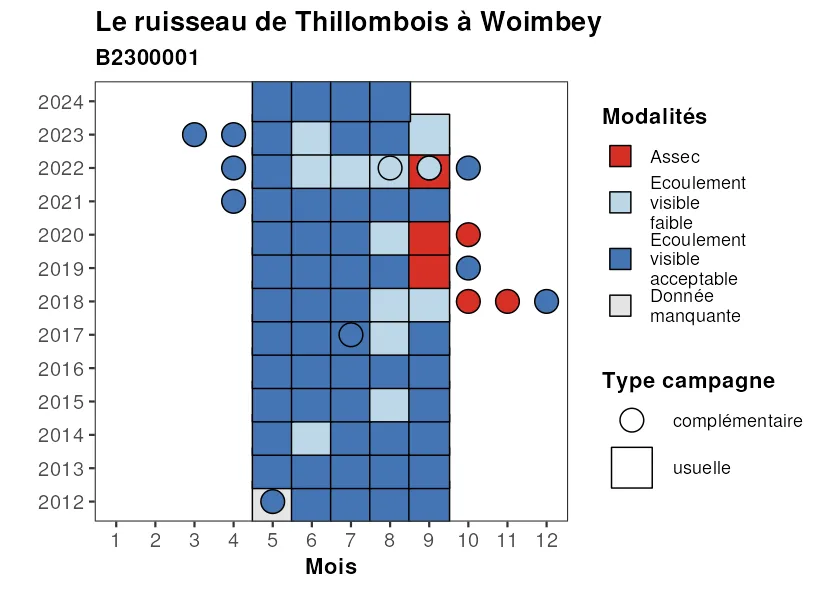 Le ruisseau de Thillombois à Woimbey
B2300001
2024
2023
2022
2021
2020
2019
2018
2017
2016
2015
2014
2013
2012
1 2 3 4 5 6 7 8 9 10 11 12
Mois
Modalités
Assec
Ecoulement
visible
faible
Ecoulement
visible
acceptable
Donnée
manquante
Type campagne
complémentaire
usuelle